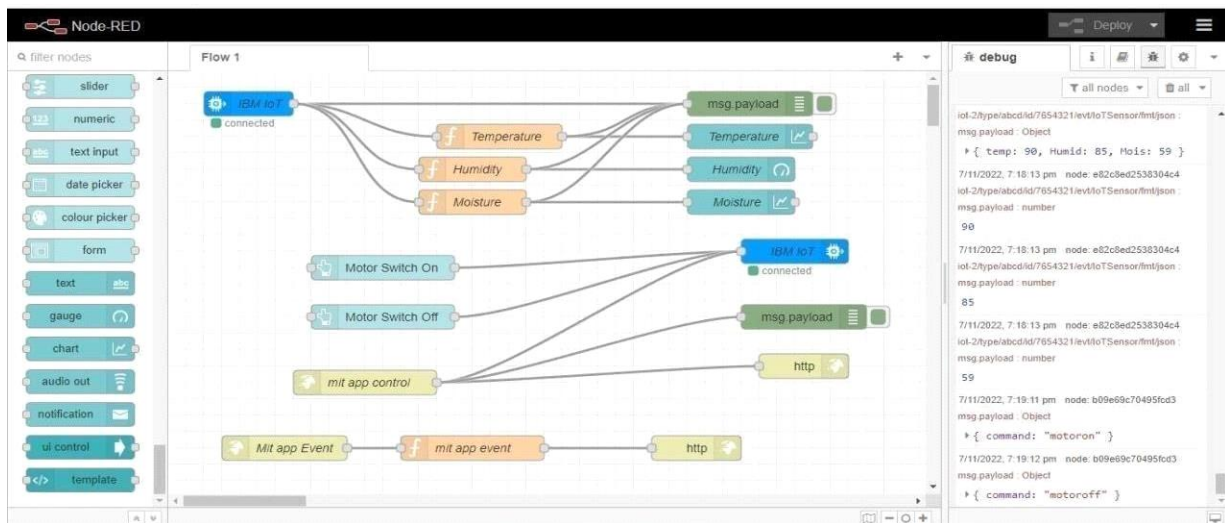 Node-RED
Deploy
filter nodes
Flow 1
debug
i
all nodes
all
slider
numeric
text input
date picker
colour picker
form
text
gauge
chart
audio out
notification
ui control
template
123
abc
abc
</>
IBM IoT
connected
f
Temperature
f
Humidity
f
Moisture
msg.payload
Temperature
Humidity
Moisture
Motor Switch On
Motor Switch Off
mit app control
IBM IoT
connected
msg.payload
http
Mit app Event
f
mit app event
http
iot-2/type/abcd/id/7654321/evt/IoTSensor/fmt/json :
msg.payload : Object
{ temp: 90, Humid: 85, Mois: 59 }
7/11/2022, 7:18:13 pm node: e82c8ed2538304c4
iot-2/type/abcd/id/7654321/evt/IoTSensor/fmt/json :
msg.payload : number
90
7/11/2022, 7:18:13 pm node: e82c8ed2538304c4
iot-2/type/abcd/id/7654321/evt/IoTSensor/fmt/json :
msg.payload : number
85
7/11/2022, 7:18:13 pm node: e82c8ed2538304c4
iot-2/type/abcd/id/7654321/evt/IoTSensor/fmt/json :
msg.payload : number
59
7/11/2022, 7:19:11 pm node: b09e69c70495fcd3
msg.payload : Object
{ command: "motoron" }
7/11/2022, 7:19:12 pm node: b09e69c70495fcd3
msg.payload : Object
{ command: "motoroff" }